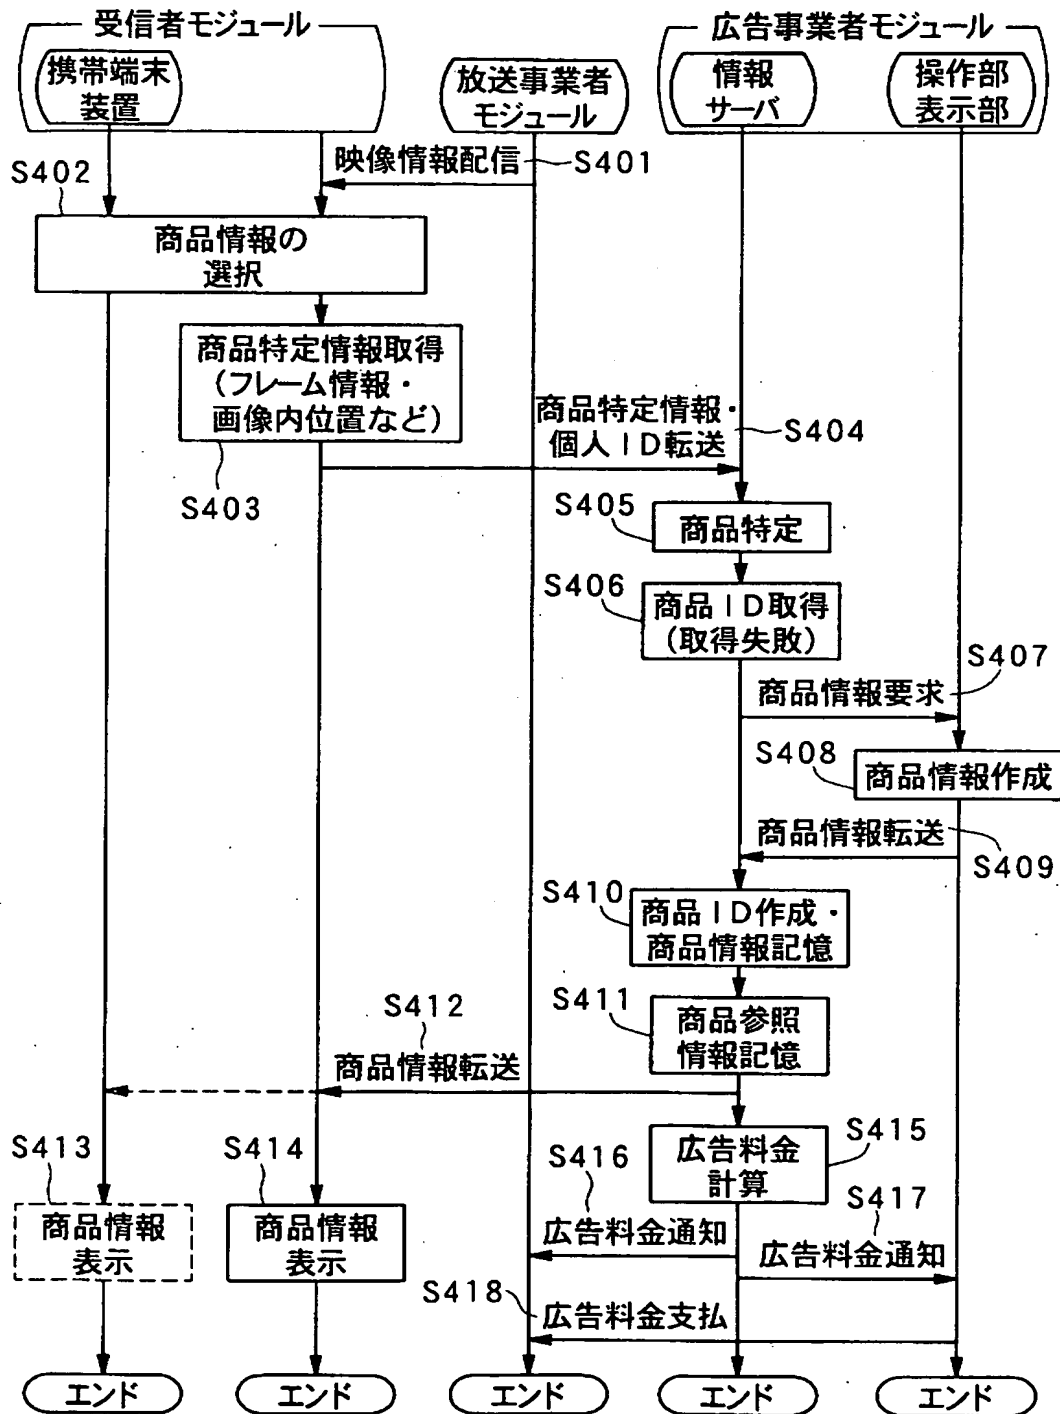 受信者モジュール
広告事業者モジュール
携帯端末
装置
放送事業者
モジュール
情報
サーバ
操作部
表示部
映像情報配信
S401
S402
商品情報の
選択
商品特定情報取得
(フレーム情報・
画像内位置など)
S403
商品特定情報・
個人ID転送
S404
S405
商品特定
S406
商品ID取得
(取得失敗)
S407
商品情報要求
S408
商品情報作成
商品情報転送
S409
S410
商品ID作成・
商品情報記憶
S411
商品参照
情報記憶
S412
商品情報転送
S413
商品情報
表示
S414
商品情報
表示
S415
広告料金
計算
S416
広告料金通知
S417
広告料金通知
S418
広告料金支払
エンド
エンド
エンド
エンド
エンド